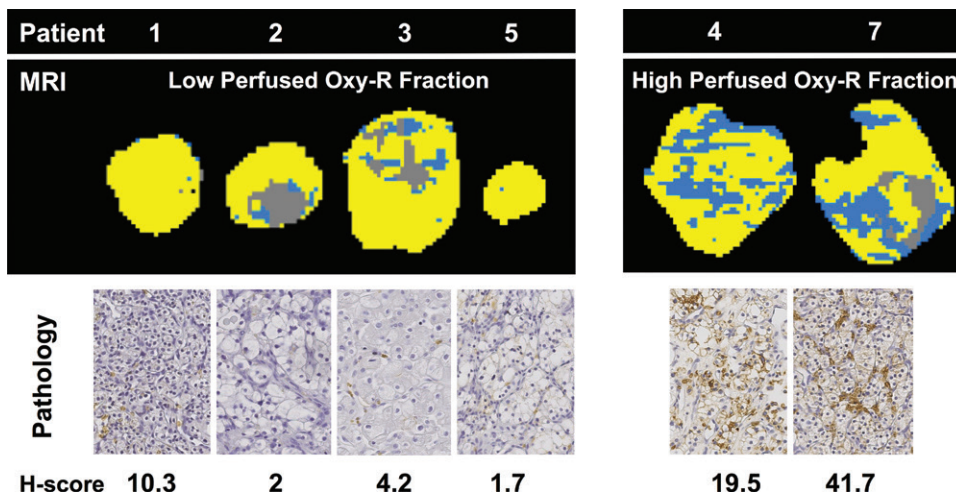 Patient 1 2 3 5 4 7
MRI Low Perfused Oxy-R Fraction High Perfused Oxy-R Fraction
Pathology
H-score 10.3 2 4.2 1.7 19.5 41.7